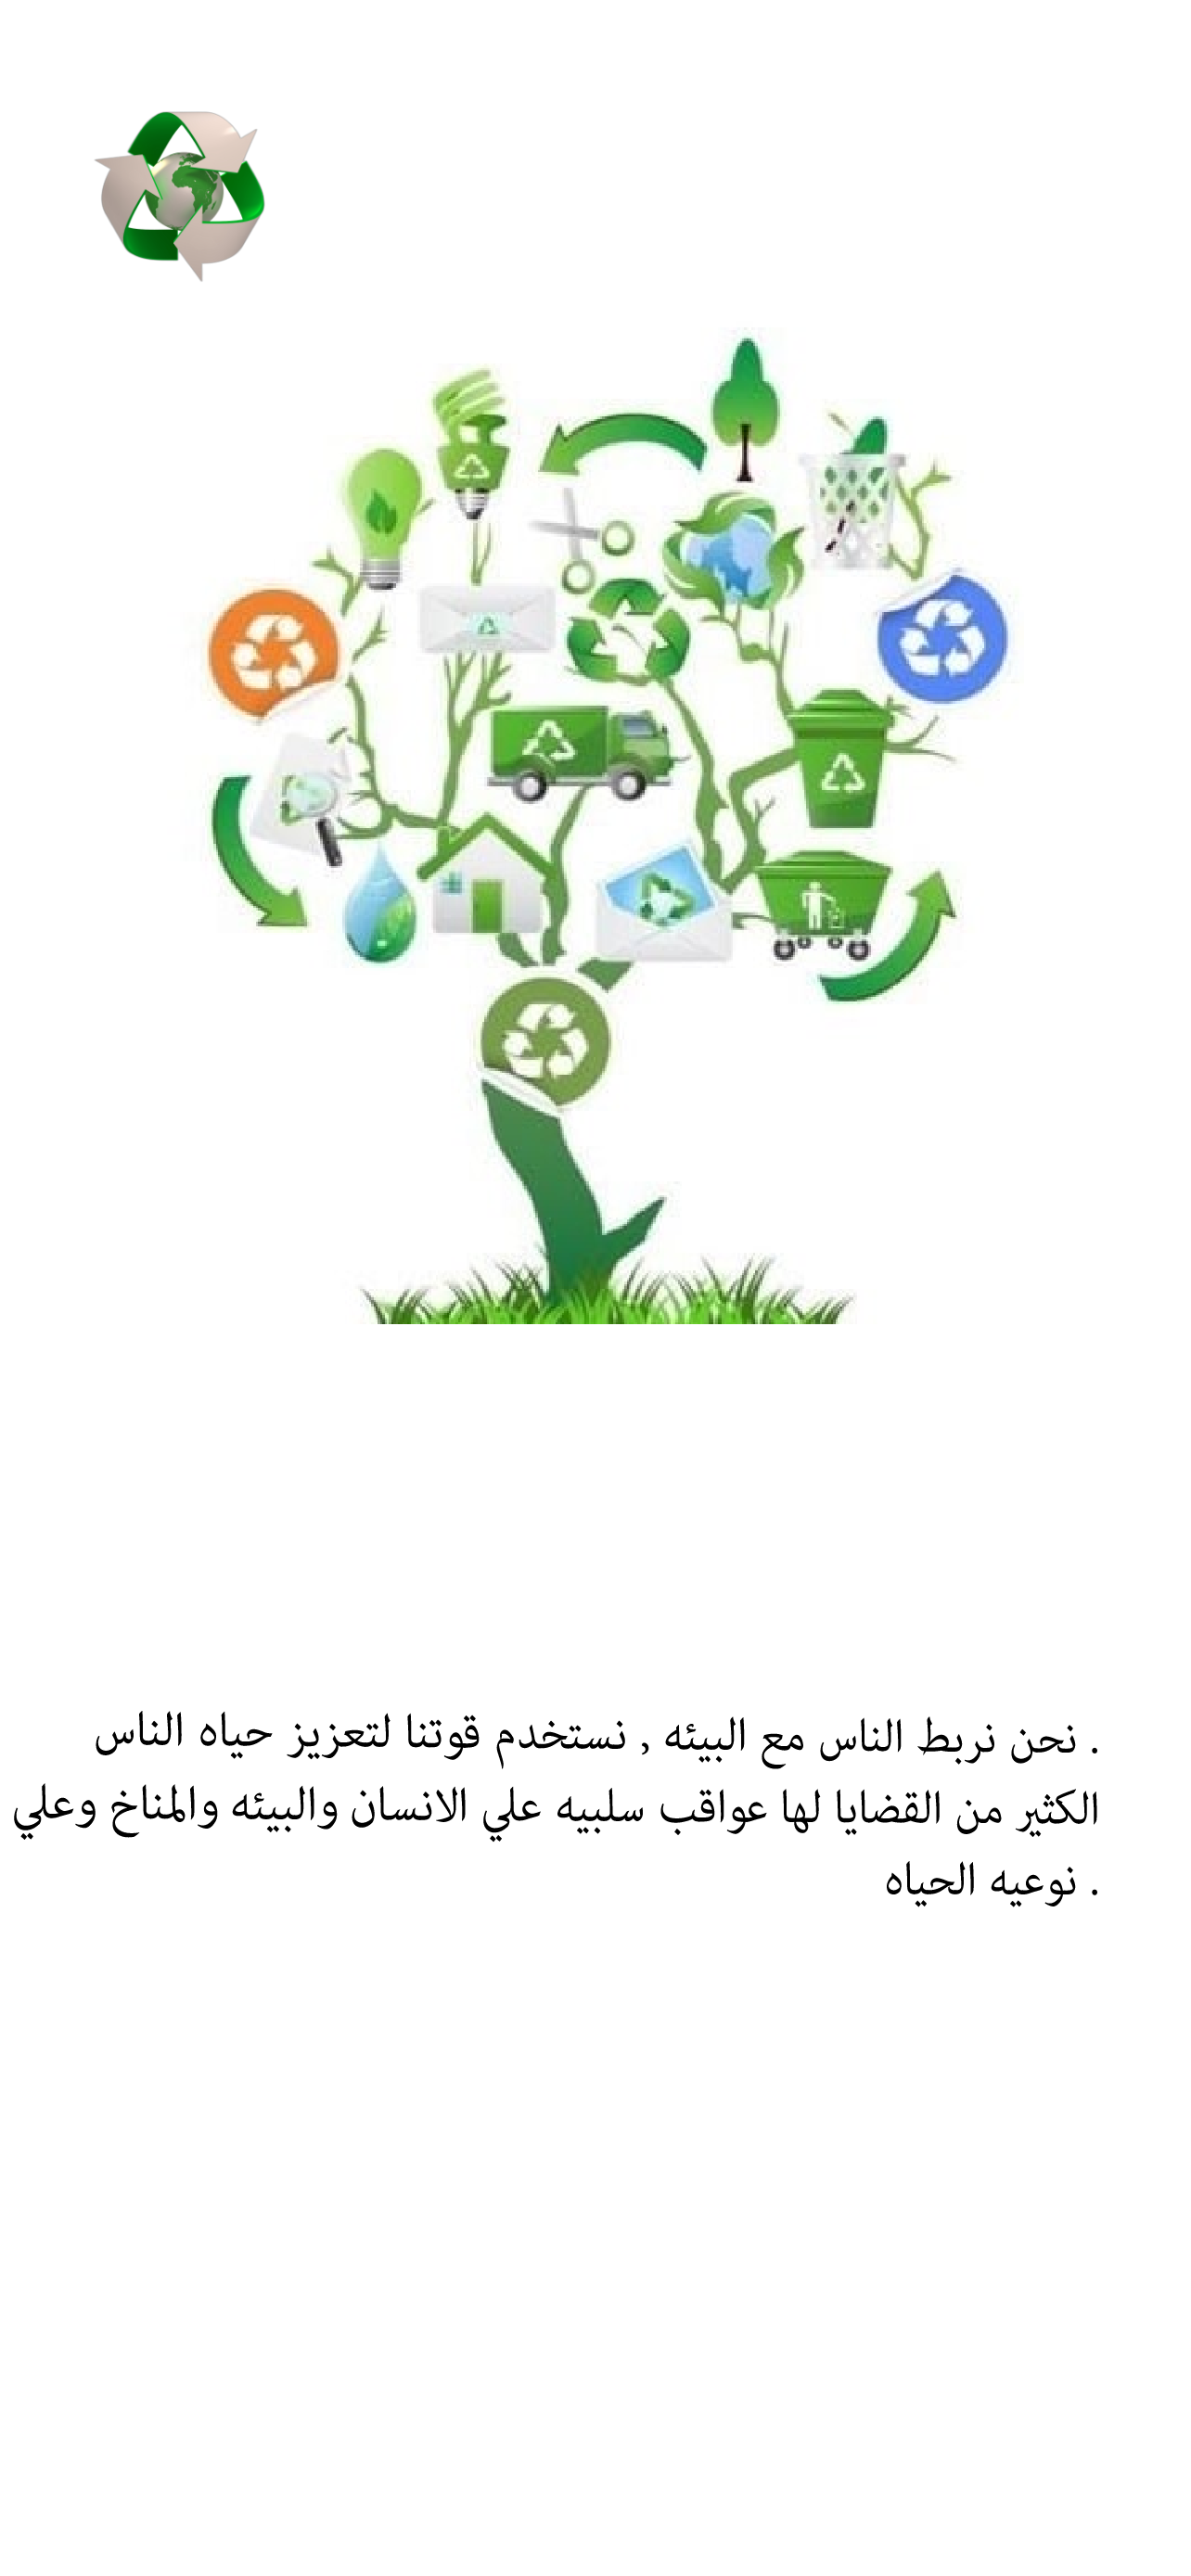 . نحن نربط الناس مع البيئه , نستخدم قوتنا لتعزيز حياه الناس
الكثير من القضايا لها عواقب سلبيه علي الانسان والبيئه والمناخ وعلي
. نوعيه الحياه